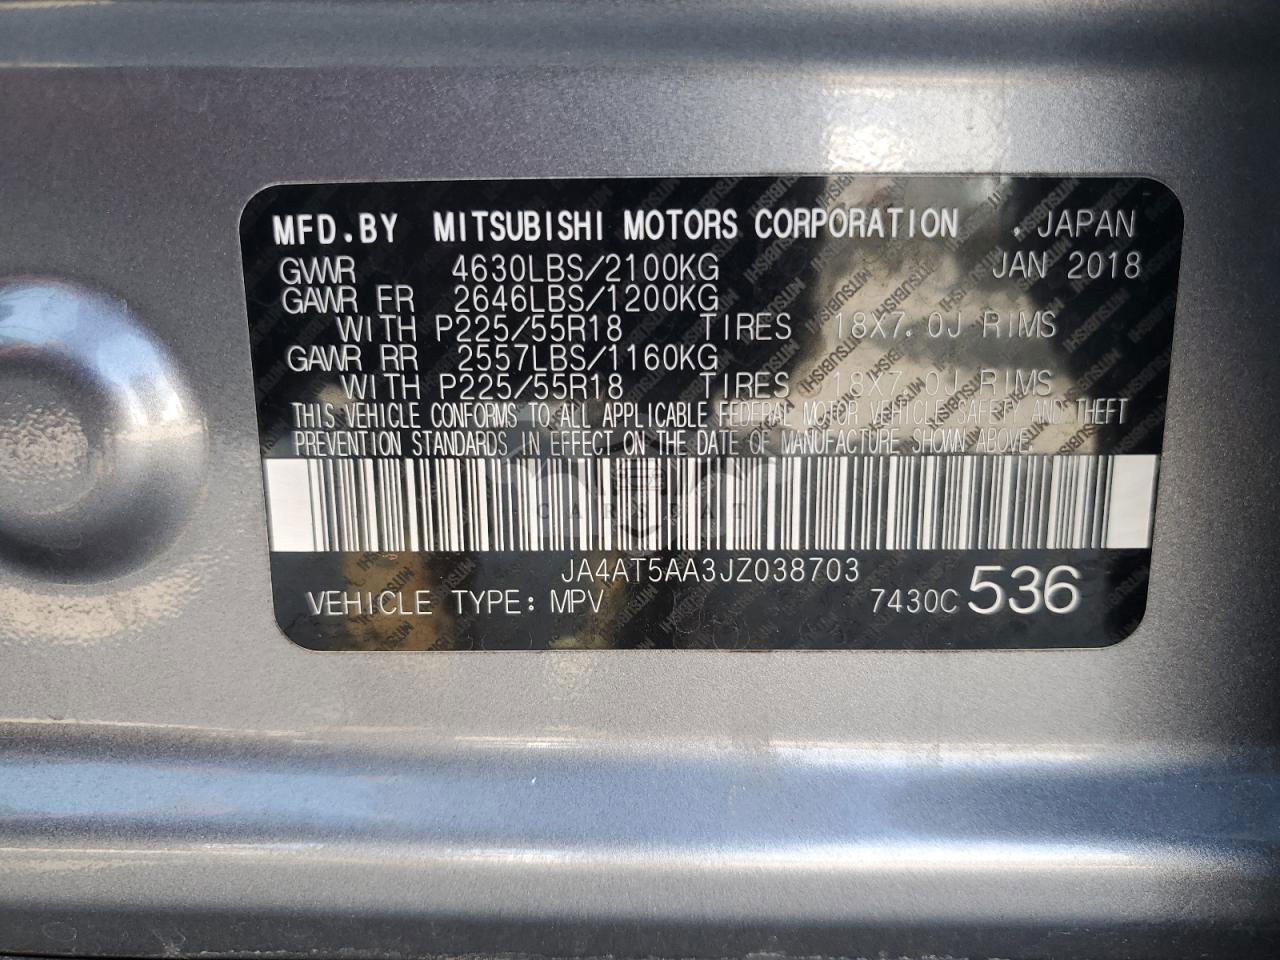 MFD.BY MITSUBISHI MOTORS CORPORATION . JAPAN
GVWR 4630LBS/2100KG JAN 2018
GAWR FR 2646LBS/1200KG
WITH P225/55R18 TIRES 18X7.0J RIMS
GAWR RR 2557LBS/1160KG
WITH P225/55R18 TIRES 18X7.0J RIMS
THIS VEHICLE CONFORMS TO ALL APPLICABLE FEDERAL MOTOR VEHICLE SAFETY AND THEFT
PREVENTION STANDARDS IN EFFECT ON THE DATE OF MANUFACTURE SHOWN ABOVE.
JA4AT5AA3JZ038703
VEHICLE TYPE: MPV 7430C 536